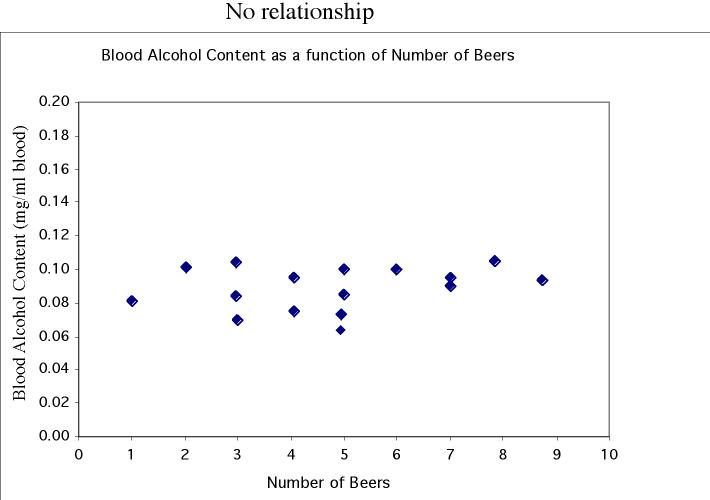 No relationship
Blood Alcohol Content as a function of Number of Beers
Blood Alcohol Content (mg/ml blood)
0.20
0.18
0.16
0.14
0.12
0.10
0.08
0.06
0.04
0.02
0.00
0 1 2 3 4 5 6 7 8 9 10
Number of Beers